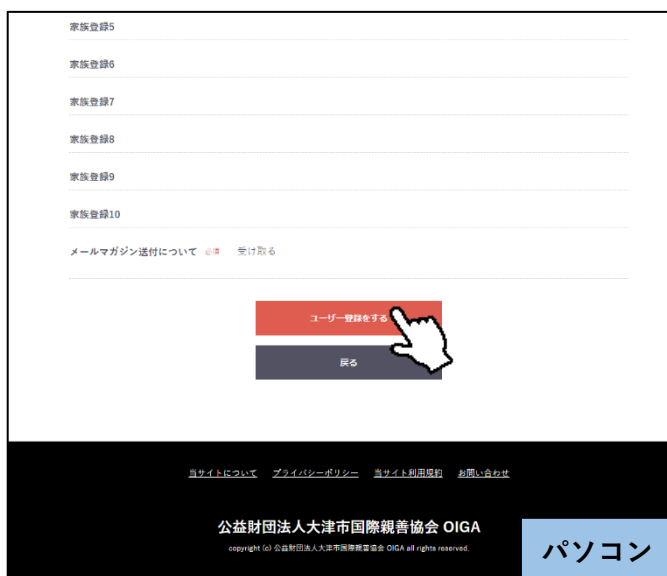 家族登録5
家族登録6
家族登録7
家族登録8
家族登録9
家族登録10
メールマガジン送付について 必須 受け取る
ユーザー登録をする
戻る
当サイトについて プライバシーポリシー 当サイト利用規約 お問い合わせ
公益財団法人大津市国際親善協会 OIGA
copyright (c) 公益財団法人大津市国際親善協会 OIGA all rights reserved.
パソコン